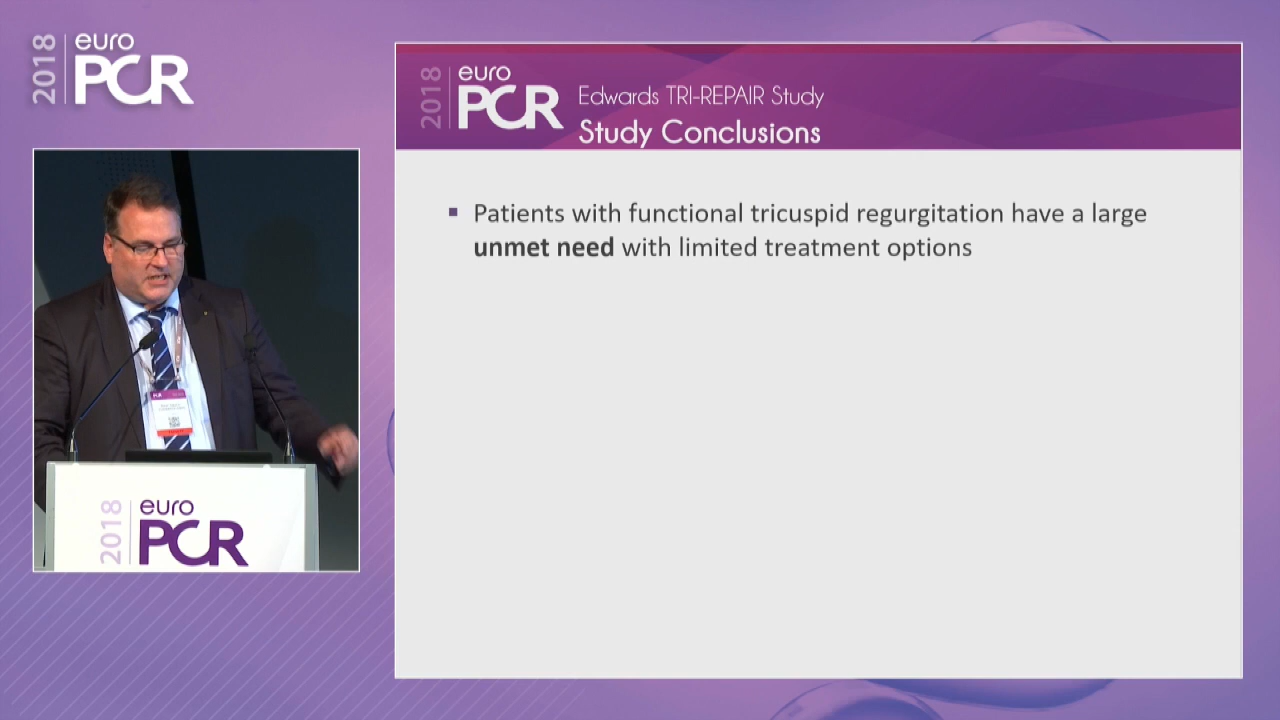 2018
euro
PCR
2018
euro
PCR
Edwards TRI-REPAIR Study
Study Conclusions
▪ Patients with functional tricuspid regurgitation have a large
unmet need with limited treatment options
PCR
2018
euro
PCR